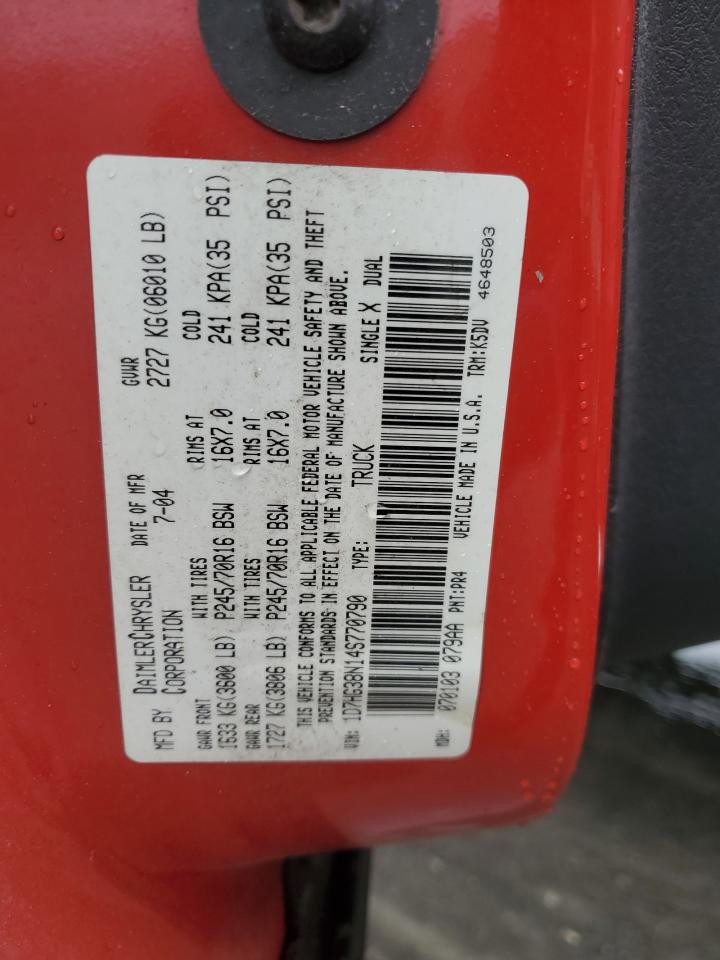 MFD BY: DAIMLERCHRYSLER CORPORATION DATE OF MFR 7-04 GVWR 2727 KG(06010 LB)
GAWR FRONT WITH TIRES RIMS AT COLD
1633 KG(3600 LB) P245/70R16 BSW 16X7.0 241 KPA(35 PSI)
GAWR REAR WITH TIRES RIMS AT COLD
1727 KG(3806 LB) P245/70R16 BSW 16X7.0 241 KPA(35 PSI)
THIS VEHICLE CONFORMS TO ALL APPLICABLE FEDERAL MOTOR VEHICLE SAFETY AND THEFT
PREVENTION STANDARDS IN EFFECT ON THE DATE OF MANUFACTURE SHOWN ABOVE.
VIN: 1D7HG38N14S770790 TYPE: TRUCK SINGLE X DUAL
MDH: 070103 079AA PNT:PR4 VEHICLE MADE IN U.S.A. TRM:K5DV
4648503